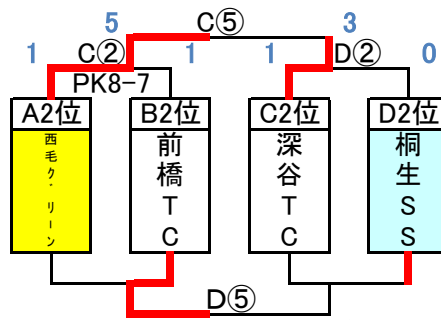 5 C⑤ 3
1 C② 1 1 D② 0
PK8-7
A2位 B2位 C2位 D2位
西毛グリーン
前橋TC
深谷TC
桐生SS
D⑤